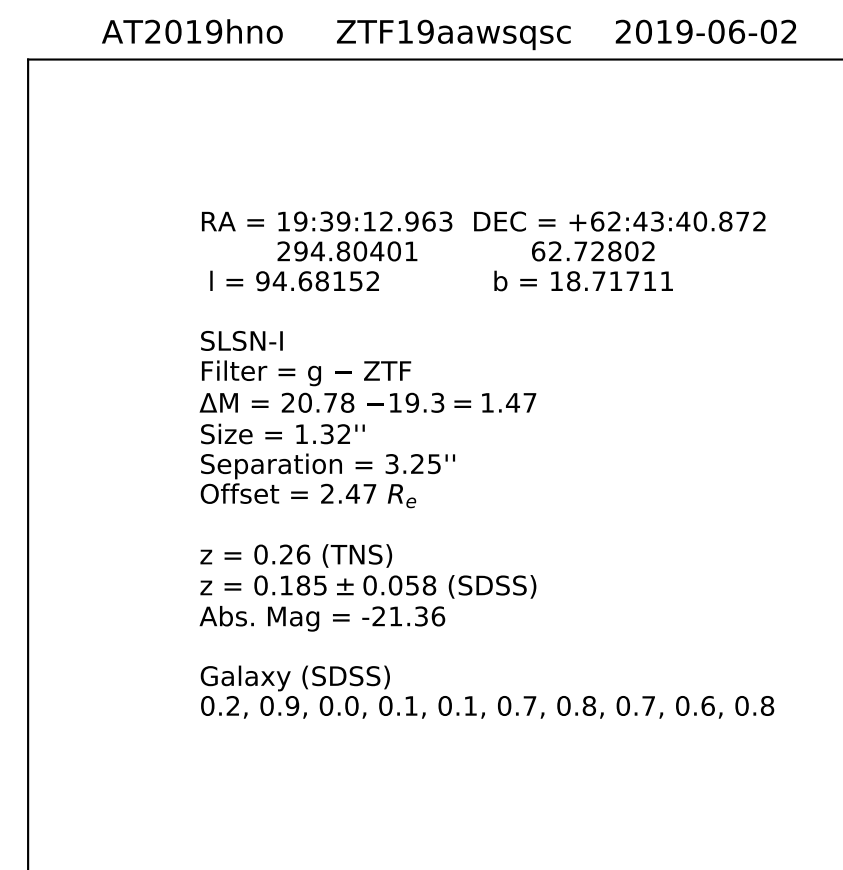 AT2019hno ZTF19aawsqsc 2019-06-02
RA = 19:39:12.963 DEC = +62:43:40.872
294.80401 62.72802
l = 94.68152 b = 18.71711
SLSN-I
Filter = g − ZTF
ΔM = 20.78 −19.3 = 1.47
Size = 1.32''
Separation = 3.25''
Offset = 2.47 Rₑ
z = 0.26 (TNS)
z = 0.185 ± 0.058 (SDSS)
Abs. Mag = -21.36
Galaxy (SDSS)
0.2, 0.9, 0.0, 0.1, 0.1, 0.7, 0.8, 0.7, 0.6, 0.8